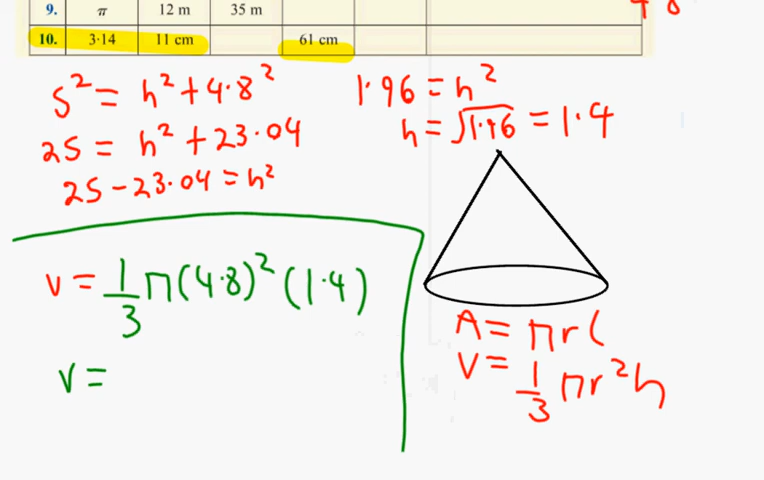 9. π 12 m 35 m
10. 3·14 11 cm 61 cm
5² = h² + 4·8²
25 = h² + 23·04
25 − 23·04 = h²
1·96 = h²
h = √1·96 = 1·4
V = 1/3 π(4·8)² (1·4)
V =
A = πrl
V = 1/3 πr²h